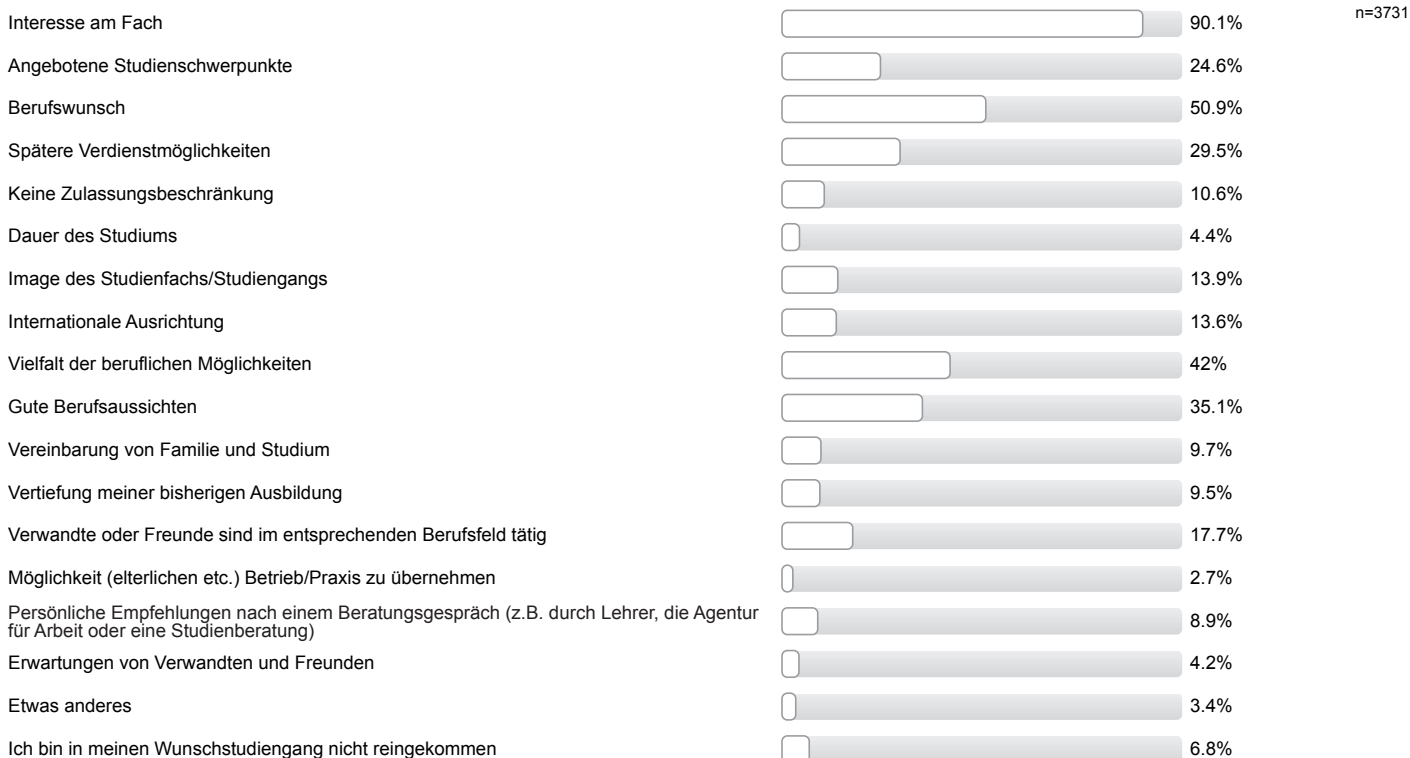 Interesse am Fach 90.1% n=3731
Angebotene Studienschwerpunkte 24.6%
Berufswunsch 50.9%
Spätere Verdienstmöglichkeiten 29.5%
Keine Zulassungsbeschränkung 10.6%
Dauer des Studiums 4.4%
Image des Studienfachs/Studiengangs 13.9%
Internationale Ausrichtung 13.6%
Vielfalt der beruflichen Möglichkeiten 42%
Gute Berufsaussichten 35.1%
Vereinbarung von Familie und Studium 9.7%
Vertiefung meiner bisherigen Ausbildung 9.5%
Verwandte oder Freunde sind im entsprechenden Berufsfeld tätig 17.7%
Möglichkeit (elterlichen etc.) Betrieb/Praxis zu übernehmen 2.7%
Persönliche Empfehlungen nach einem Beratungsgespräch (z.B. durch Lehrer, die Agentur
für Arbeit oder eine Studienberatung) 8.9%
Erwartungen von Verwandten und Freunden 4.2%
Etwas anderes 3.4%
Ich bin in meinen Wunschstudiengang nicht reingekommen 6.8%